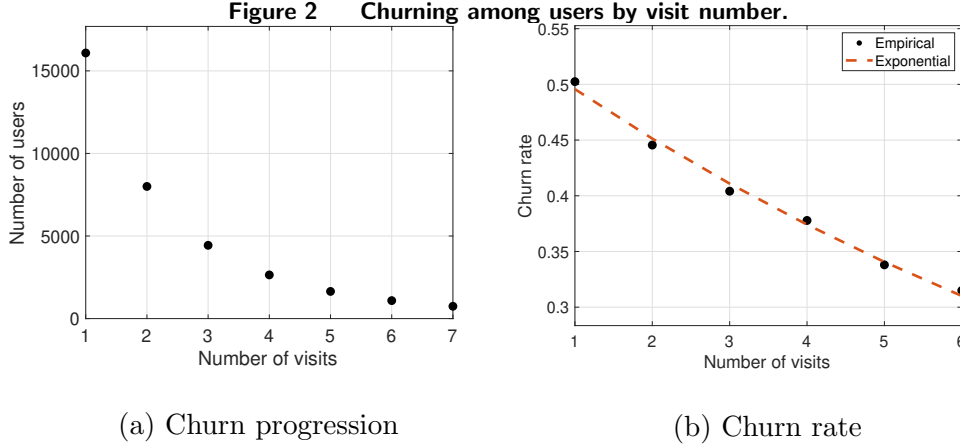 Figure 2 Churning among users by visit number.
15000
10000
5000
0
Number of users
1 2 3 4 5 6 7
Number of visits
(a) Churn progression
0.55
0.5
0.45
0.4
0.35
0.3
Churn rate
Empirical
Exponential
1 2 3 4 5 6
Number of visits
(b) Churn rate